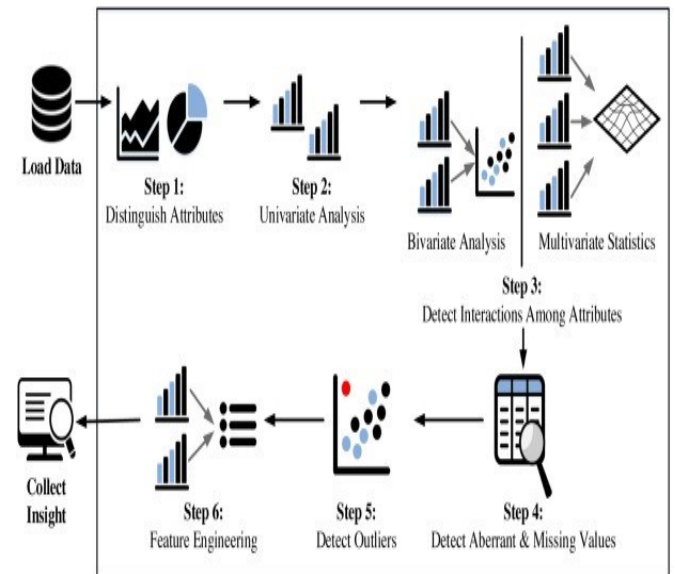 Load Data
Step 1:
Distinguish Attributes
Step 2:
Univariate Analysis
Bivariate Analysis
Multivariate Statistics
Step 3:
Detect Interactions Among Attributes
Step 4:
Detect Aberrant & Missing Values
Step 5:
Detect Outliers
Step 6:
Feature Engineering
Collect
Insight